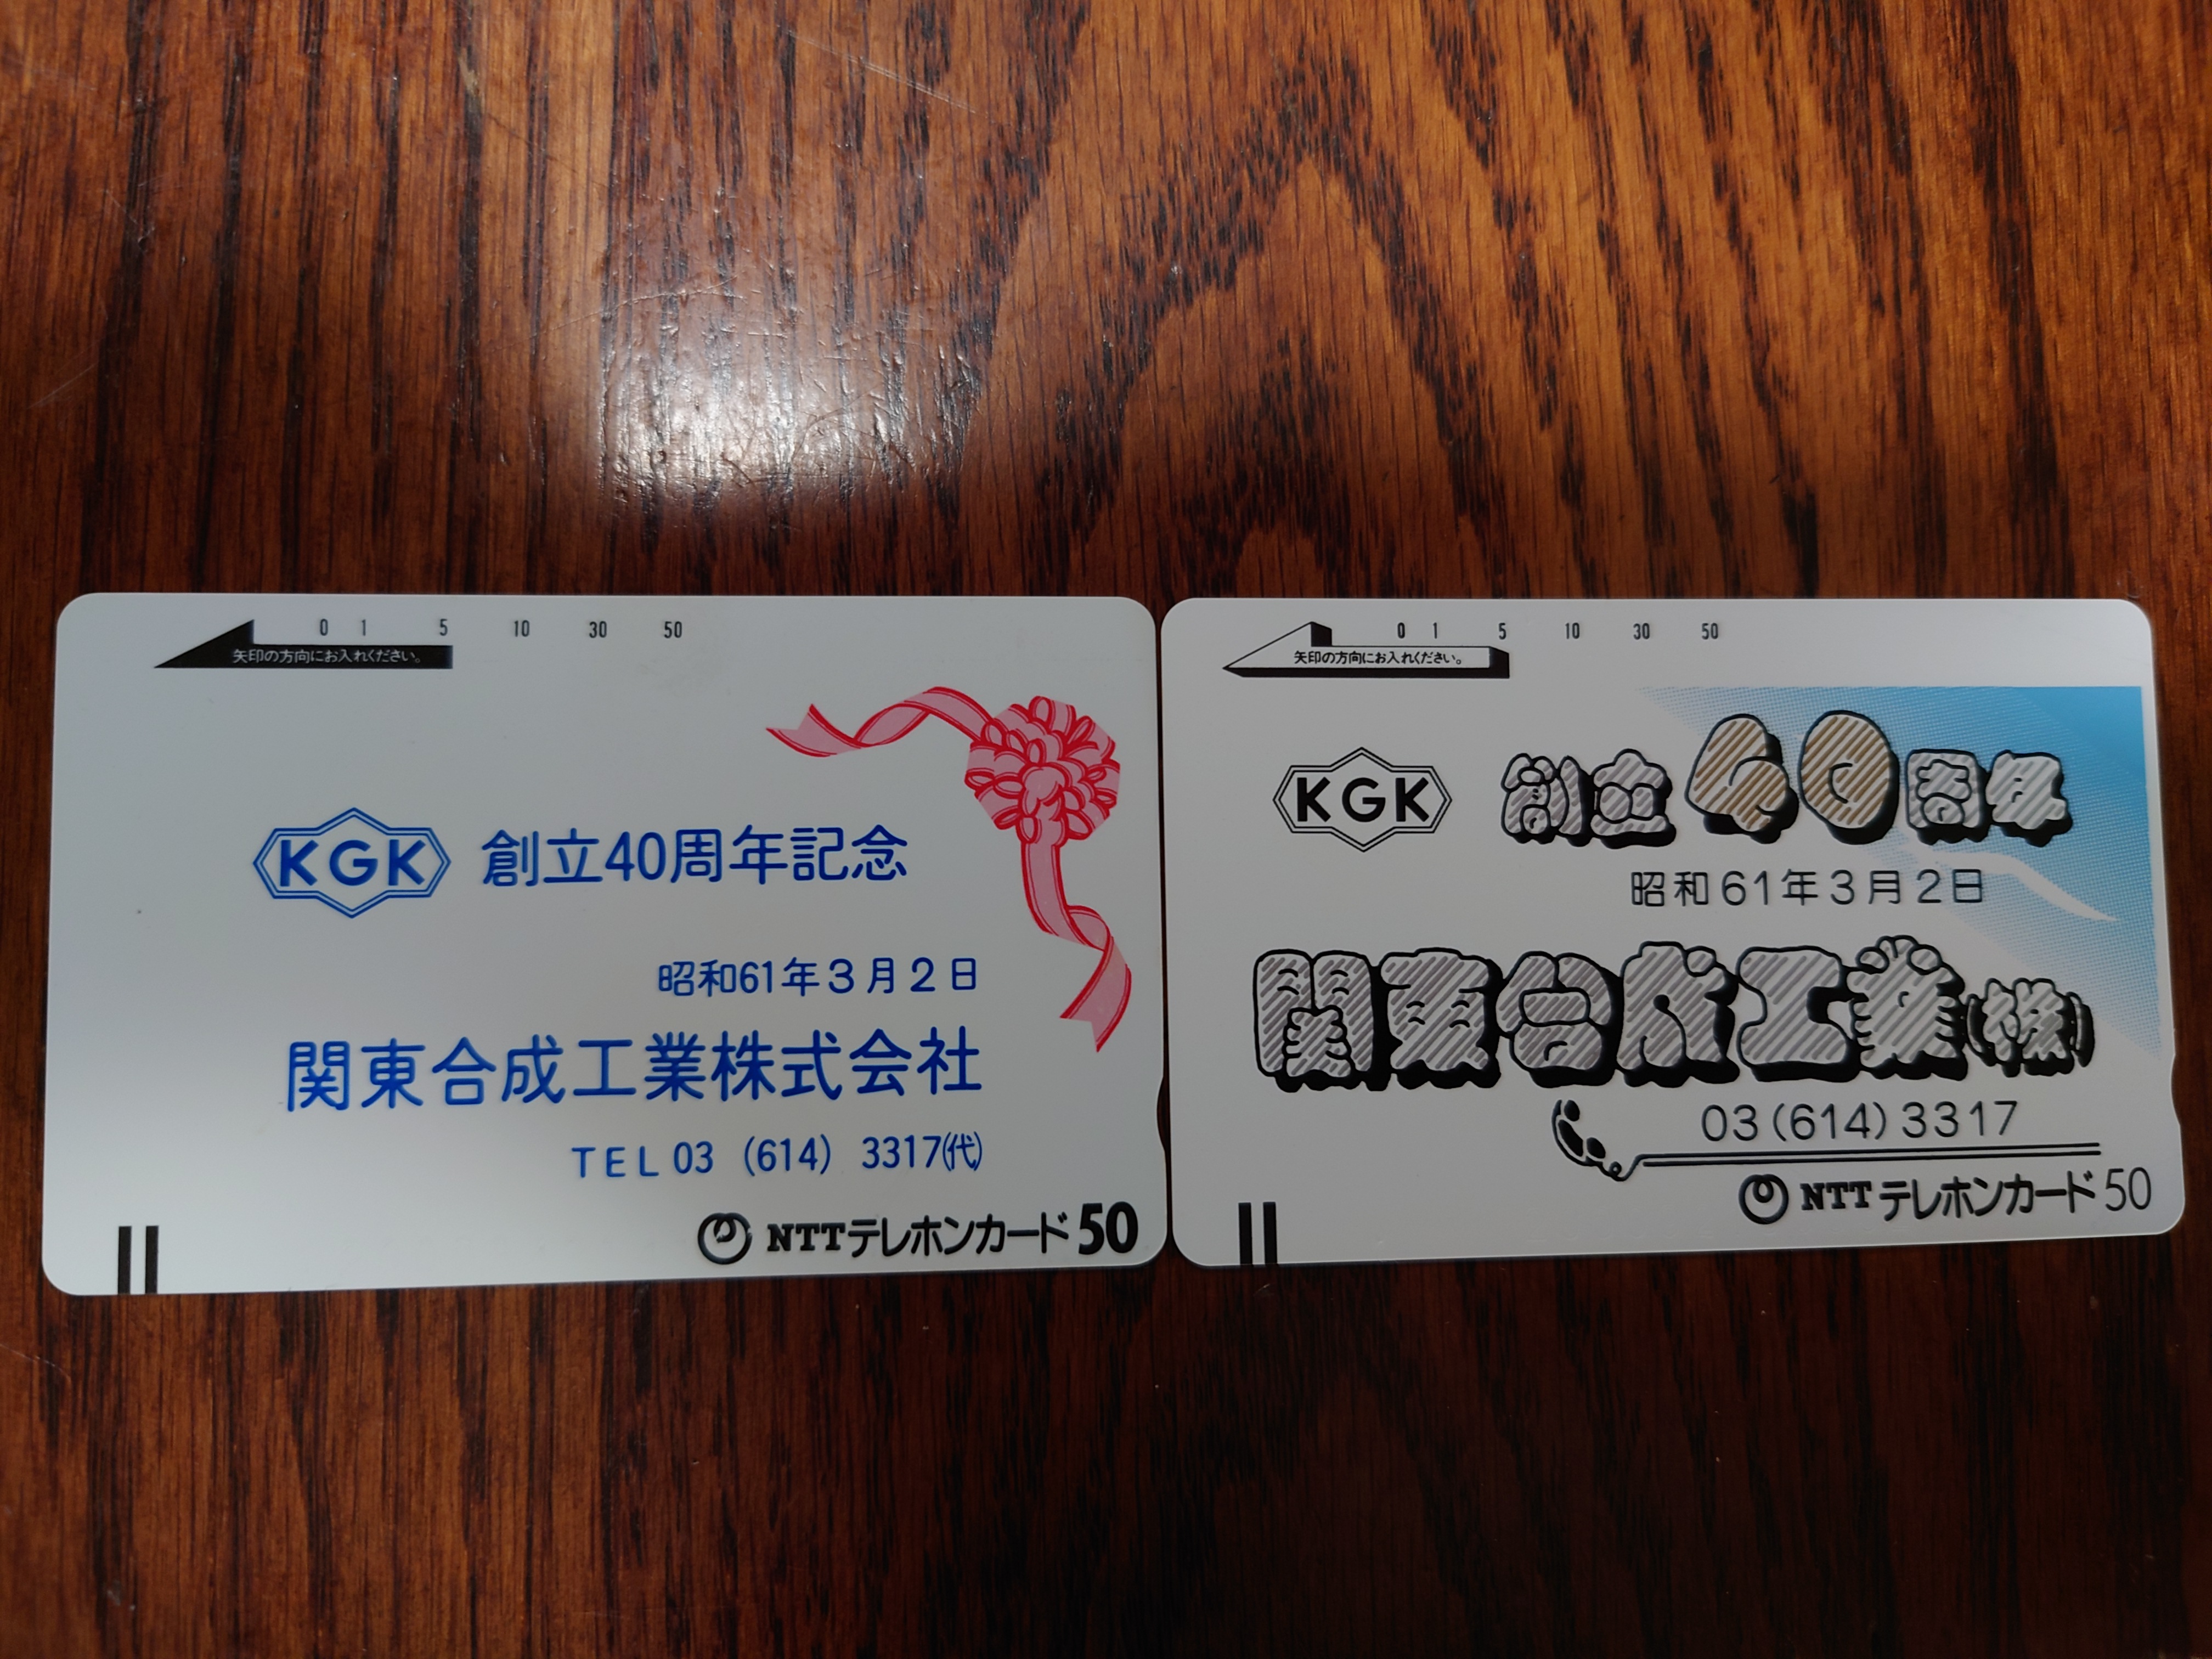 0 1 5 10 30 50
矢印の方向にお入れください。
KGK 創立40周年記念
昭和61年3月2日
関東合成工業株式会社
TEL 03 (614) 3317(代)
NTTテレホンカード50
0 1 5 10 30 50
矢印の方向にお入れください。
KGK 創立40周年
昭和61年3月2日
関東合成工業(株)
03(614)3317
NTTテレホンカード50